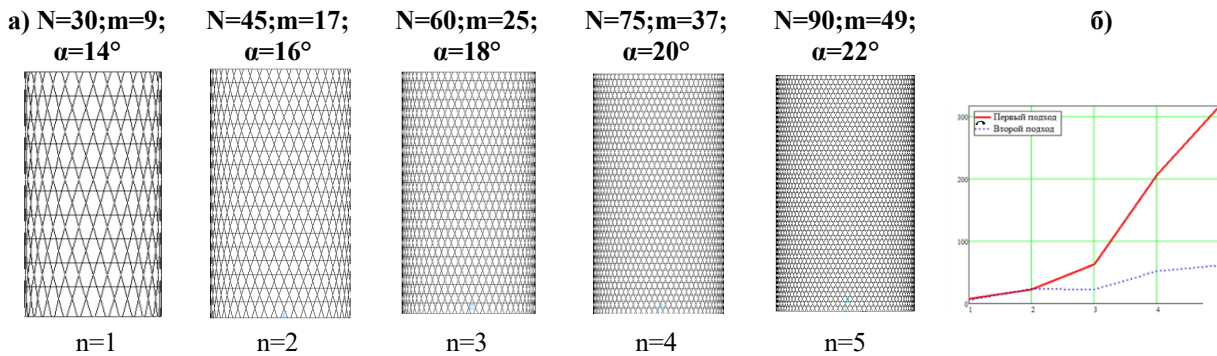 а) N=30;m=9; N=45;m=17; N=60;m=25; N=75;m=37; N=90;m=49; б)
α=14° α=16° α=18° α=20° α=22°
300
Первый подход
Второй подход
200
100
0
1 2 3 4
n=1 n=2 n=3 n=4 n=5